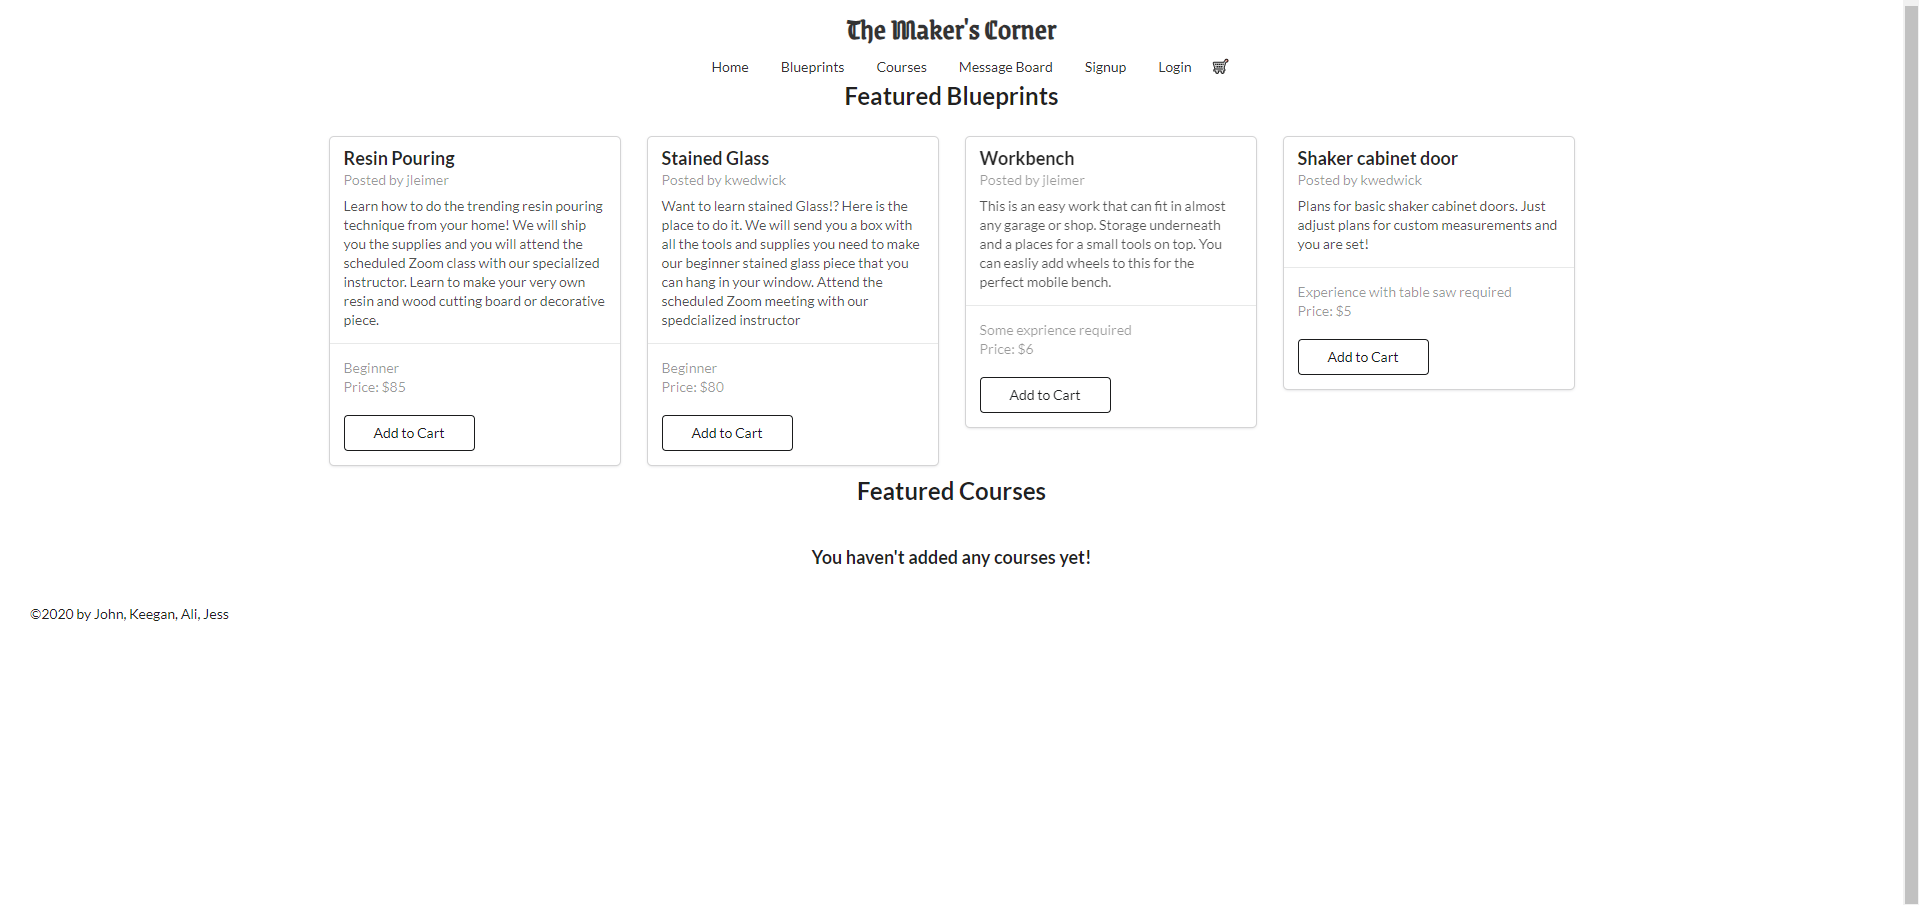 The Maker's Corner
Home Blueprints Courses Message Board Signup Login
Featured Blueprints
Resin Pouring
Posted by jleimer
Learn how to do the trending resin pouring
technique from your home! We will ship
you the supplies and you will attend the
scheduled Zoom class with our specialized
instructor. Learn to make your very own
resin and wood cutting board or decorative
piece.
Beginner
Price: $85
Add to Cart
Stained Glass
Posted by kwedwick
Want to learn stained Glass!? Here is the
place to do it. We will send you a box with
all the tools and supplies you need to make
our beginner stained glass piece that you
can hang in your window. Attend the
scheduled Zoom meeting with our
spedcialized instructor
Beginner
Price: $80
Add to Cart
Workbench
Posted by jleimer
This is an easy work that can fit in almost
any garage or shop. Storage underneath
and a places for a small tools on top. You
can easliy add wheels to this for the
perfect mobile bench.
Some exprience required
Price: $6
Add to Cart
Shaker cabinet door
Posted by kwedwick
Plans for basic shaker cabinet doors. Just
adjust plans for custom measurements and
you are set!
Experience with table saw required
Price: $5
Add to Cart
Featured Courses
You haven't added any courses yet!
©2020 by John, Keegan, Ali, Jess